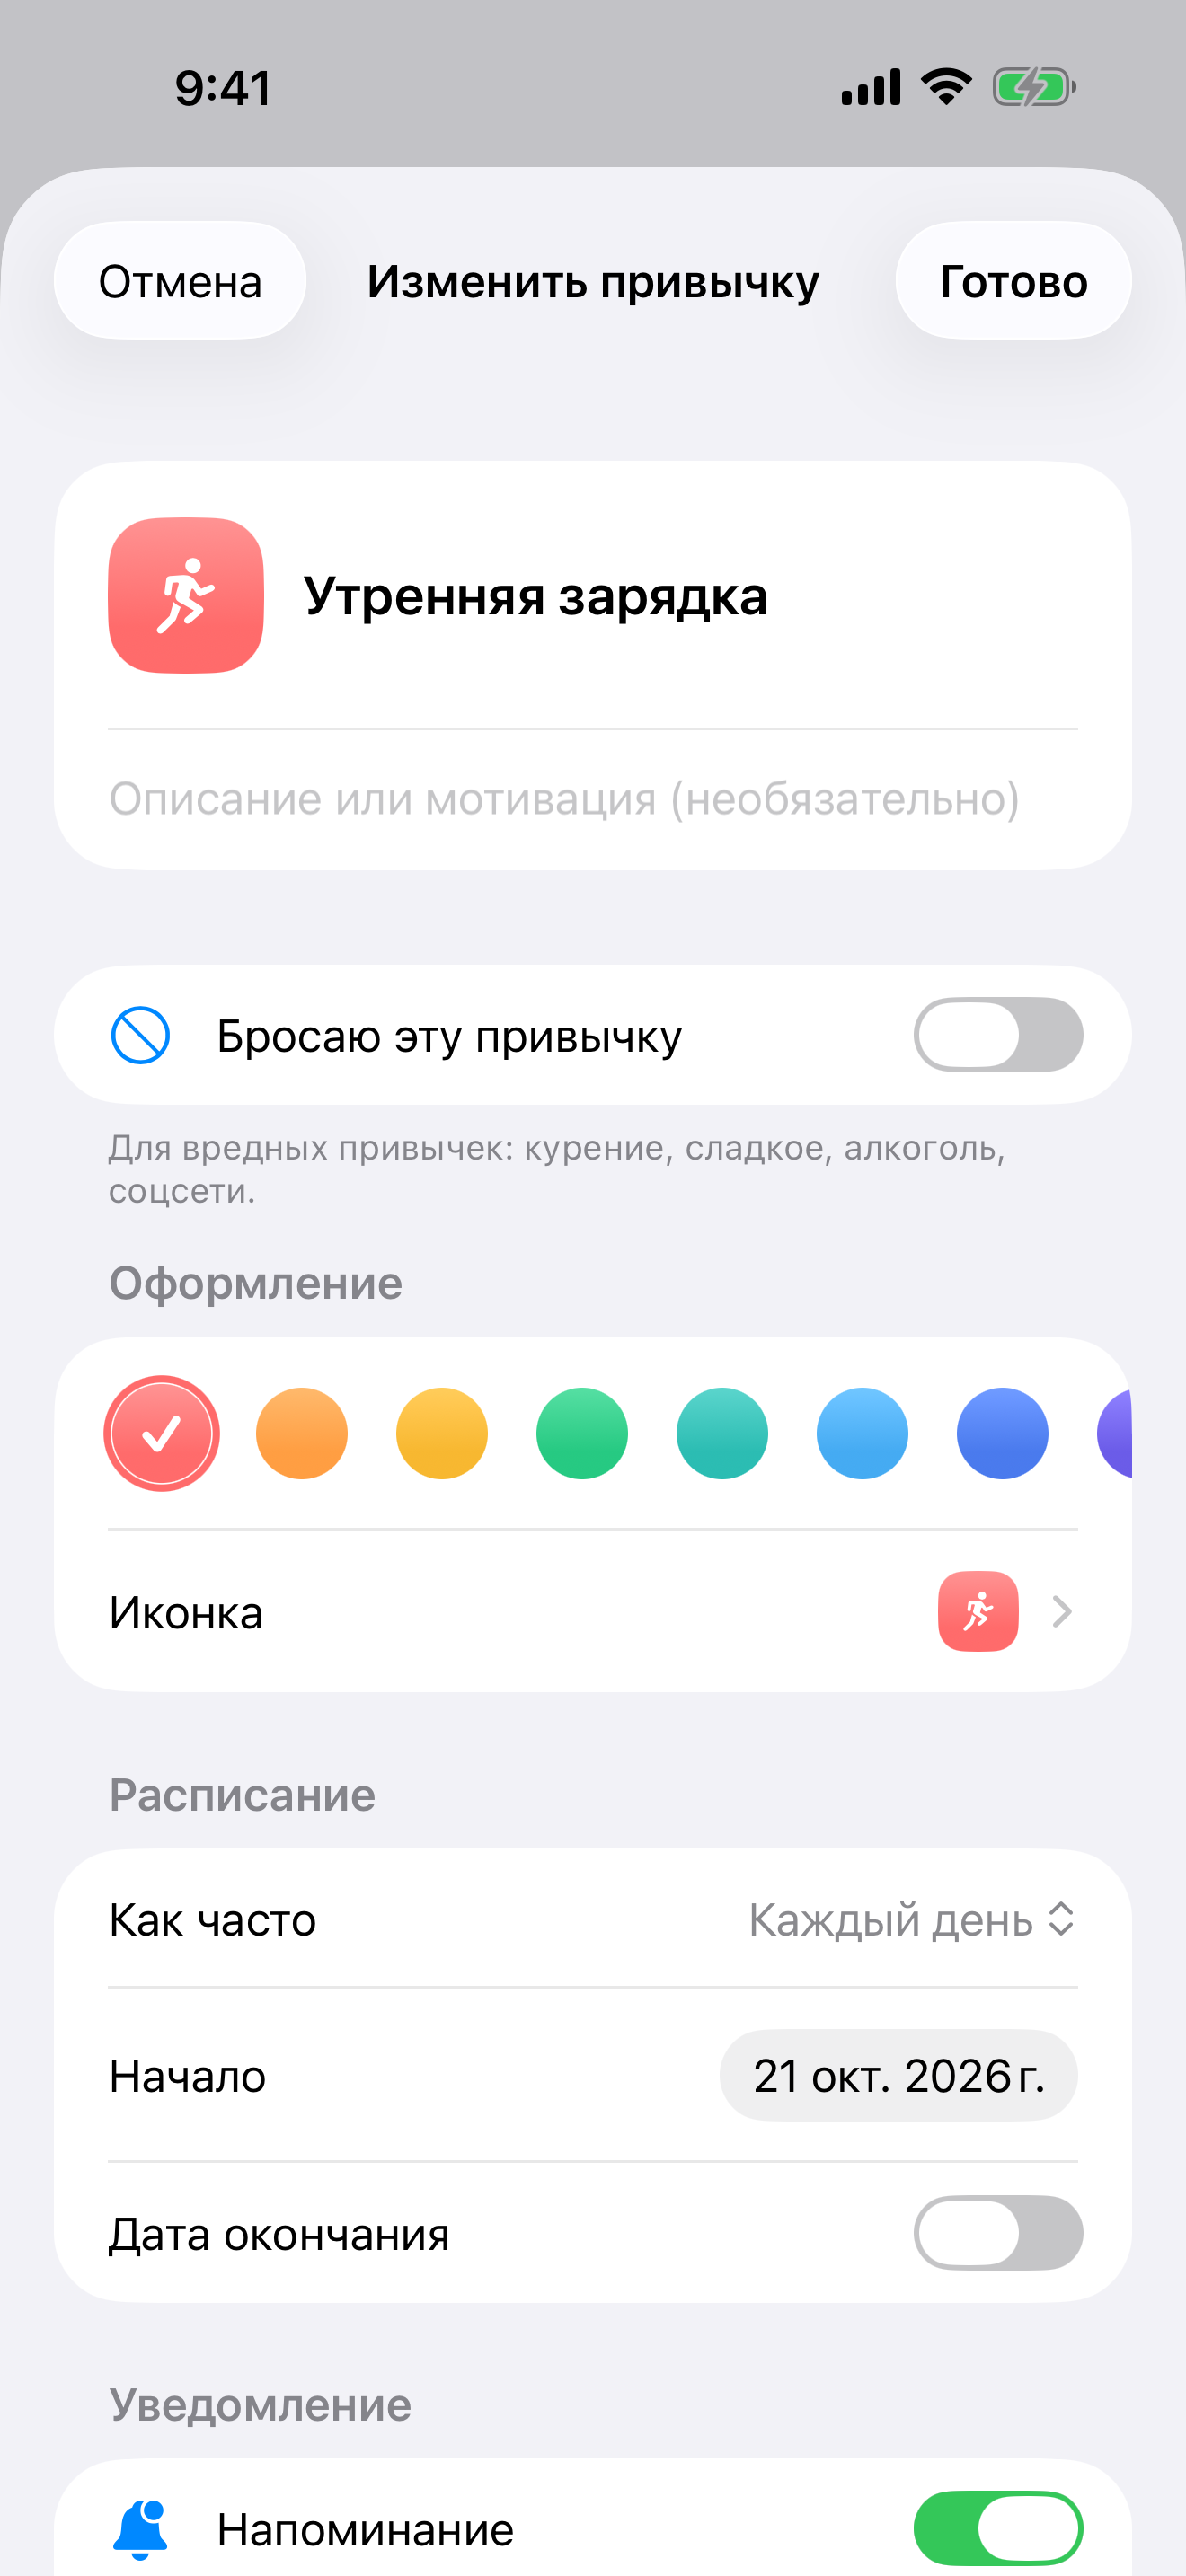 9:41
Отмена
Изменить привычку
Готово
Утренняя зарядка
Описание или мотивация (необязательно)
Бросаю эту привычку
Для вредных привычек: курение, сладкое, алкоголь,
соцсети.
Оформление
Иконка
Расписание
Как часто
Каждый день
Начало
21 окт. 2026 г.
Дата окончания
Уведомление
Напоминание